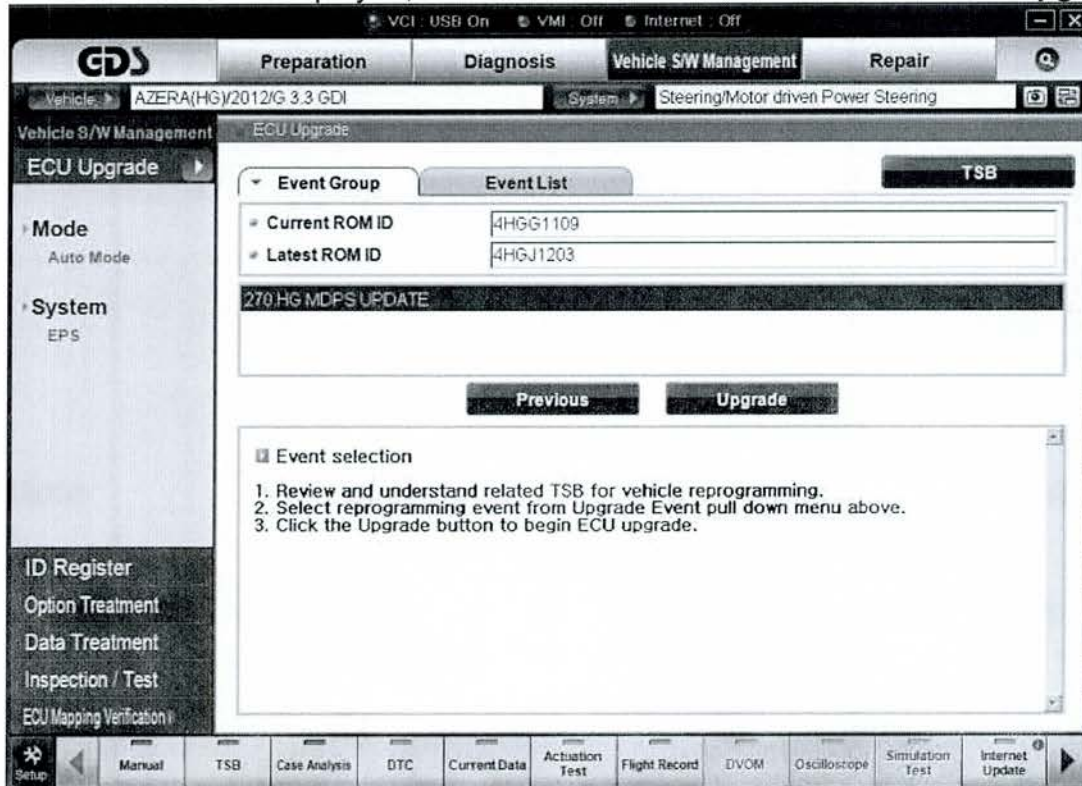 VCI : USB On VMI : Off Internet : Off
GDS Preparation Diagnosis Vehicle S/W Management Repair
Vehicle AZERA(HG)/2012/G 3.3 GDI System Steering/Motor driven Power Steering
Vehicle S/W Management ECU Upgrade
ECU Upgrade
TSB
Event Group Event List
Current ROM ID 4HGG1109
Latest ROM ID 4HGJ1203
Mode
Auto Mode
System
EPS
270.HG MDPS UPDATE
Previous Upgrade
Event selection
1. Review and understand related TSB for vehicle reprogramming.
2. Select reprogramming event from Upgrade Event pull down menu above.
3. Click the Upgrade button to begin ECU upgrade.
ID Register
Option Treatment
Data Treatment
Inspection / Test
ECU Mapping Verification
Setup Manual TSB Case Analysis DTC Current Data Actuation Test Flight Record DVOM Oscilloscope Simulation Test Internet Update